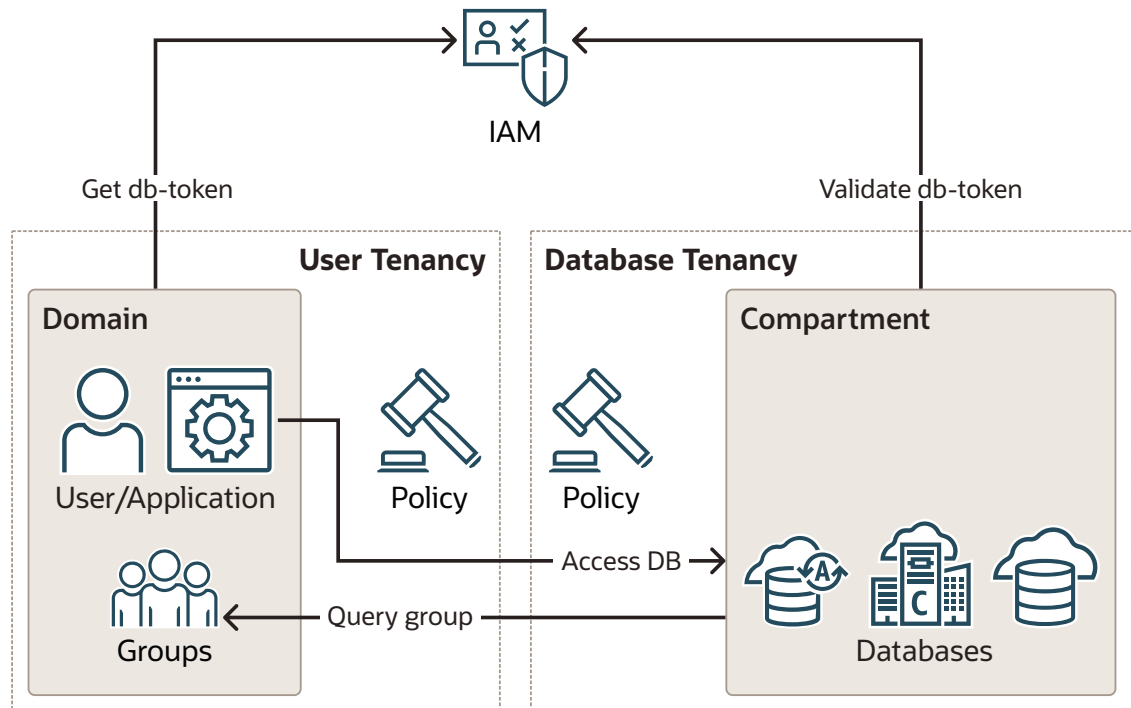 IAM
Get db-token
Validate db-token
User Tenancy
Database Tenancy
Domain
Compartment
User/Application
Policy
Policy
Access DB
A
C
Query group
Groups
Databases